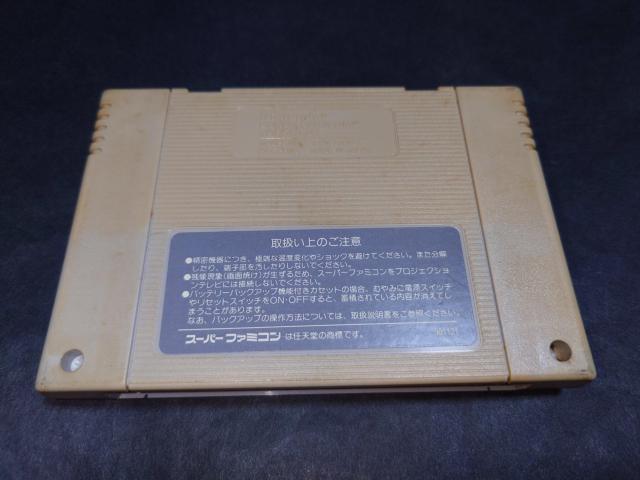 取扱い上のご注意
●精密機器につき、極端な温度変化やショックを避けてください。また分解
したり、端子部を汚したりしないでください。
●残像現象(画面焼け)が生ずるため、スーパーファミコンをプロジェクション
テレビには接続しないでください。
●バッテリーバックアップ機能付きカセットの場合、むやみに電源スイッチ
やリセットスイッチをON・OFFすると、蓄積されている内容が消えてし
まうことがあります。
なお、バックアップの操作方法については、取扱説明書をご参照ください。
スーパーファミコン は任天堂の商標です。